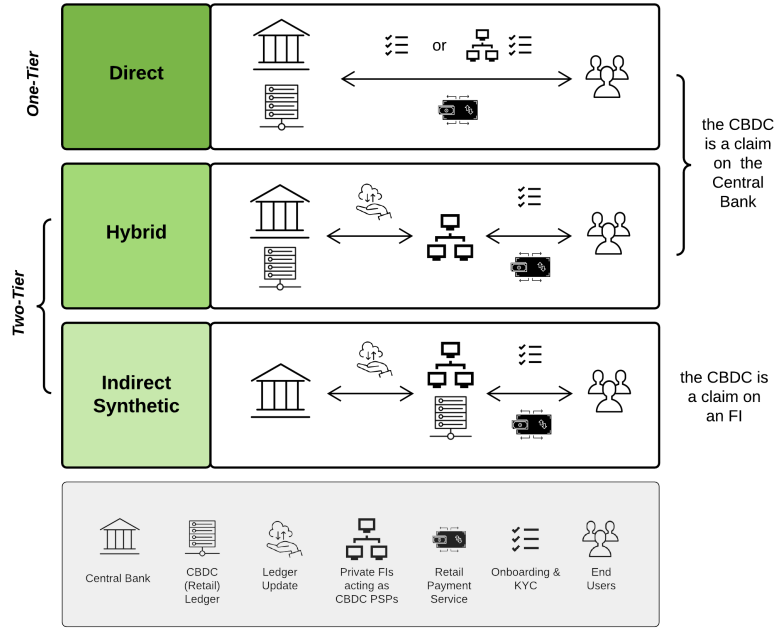 One-Tier
Direct
or
the CBDC
is a claim
on the
Central
Bank
Two-Tier
Hybrid
Indirect
Synthetic
the CBDC is
a claim on
an FI
Central Bank
CBDC
(Retail)
Ledger
Ledger
Update
Private FIs
acting as
CBDC PSPs
Retail
Payment
Service
Onboarding &
KYC
End
Users